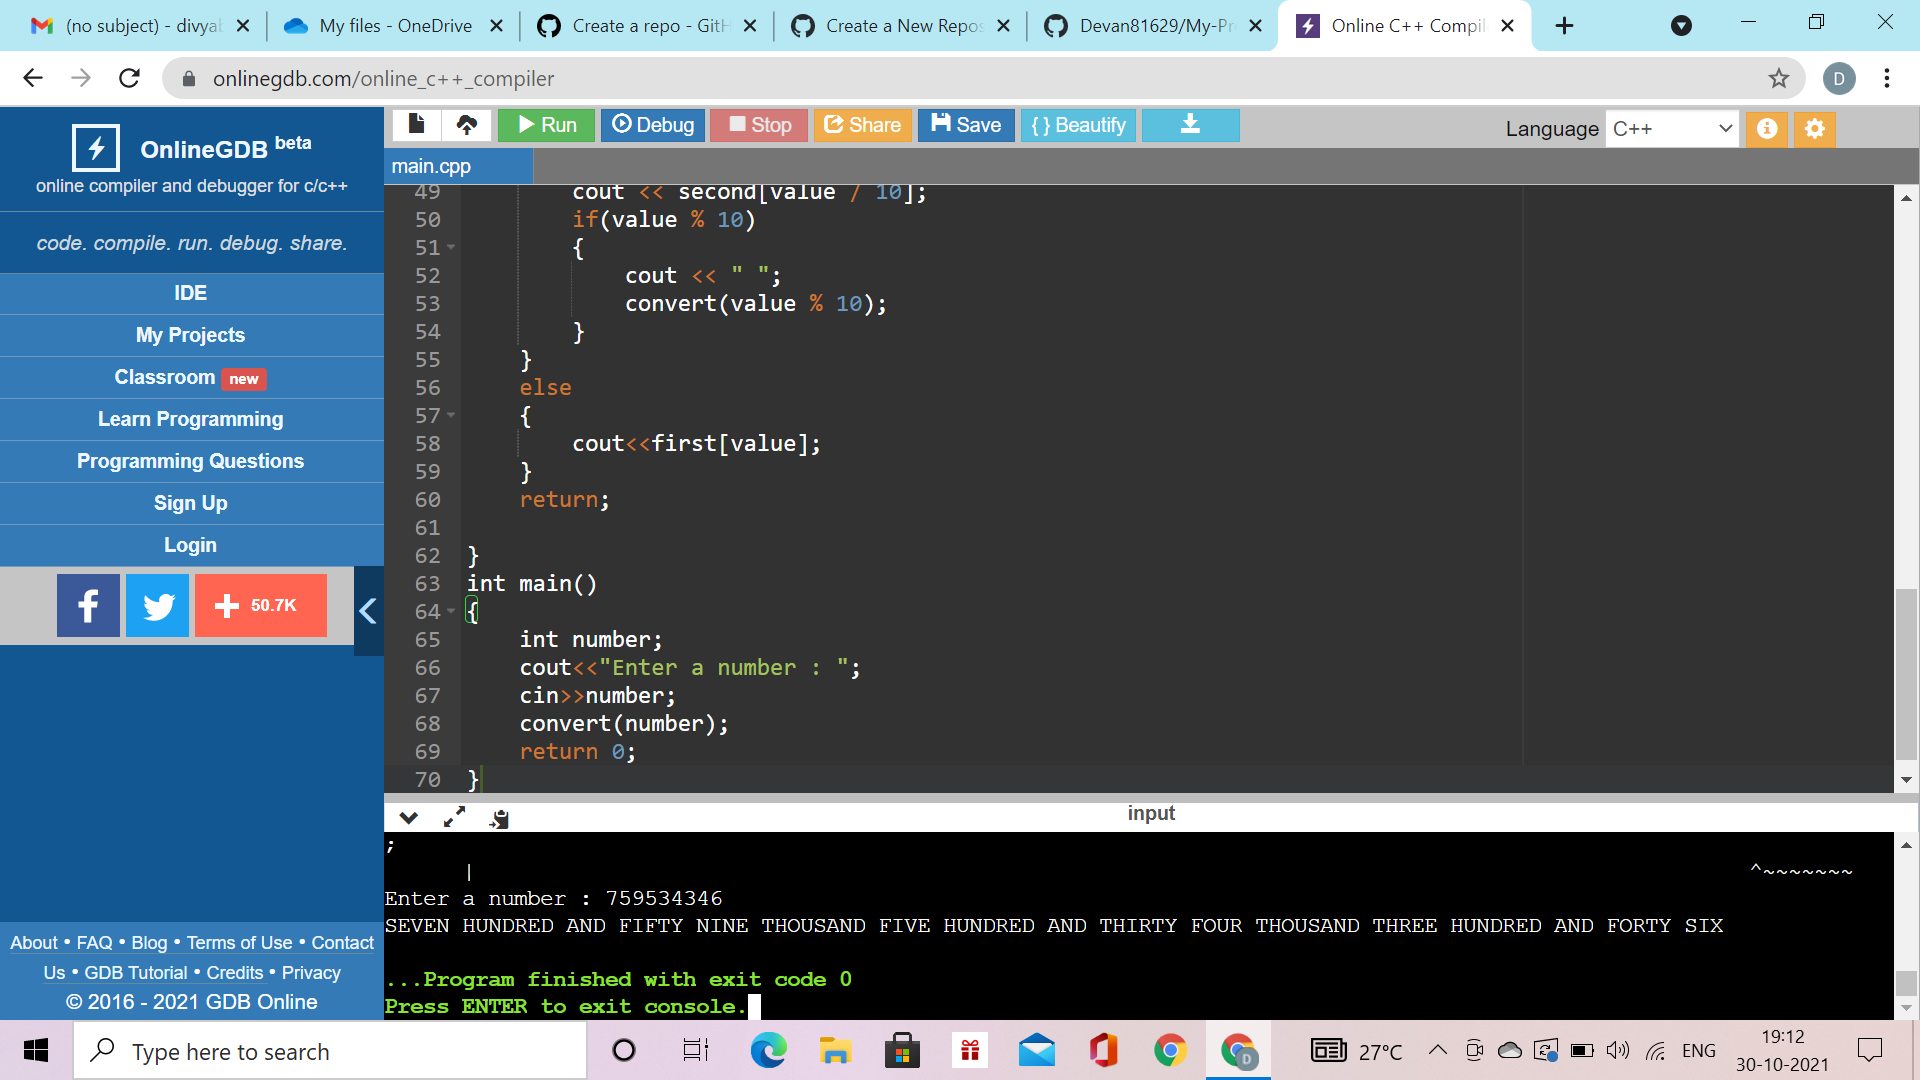 (no subject) - divyab
My files - OneDrive
Create a repo - GitH
Create a New Repos
Devan81629/My-Pr
Online C++ Compil
onlinegdb.com/online_c++_compiler
D
OnlineGDB beta
online compiler and debugger for c/c++
code. compile. run. debug. share.
IDE
My Projects
Classroom new
Learn Programming
Programming Questions
Sign Up
Login
f + 50.7K
About • FAQ • Blog • Terms of Use • Contact
Us • GDB Tutorial • Credits • Privacy
© 2016 - 2021 GDB Online
Run Debug Stop Share Save { } Beautify
Language C++
main.cpp
49 cout << second[value / 10];
50 if(value % 10)
51 {
52 cout << " ";
53 convert(value % 10);
54 }
55 }
56 else
57 {
58 cout<<first[value];
59 }
60 return;
61
62 }
63 int main()
64 {
65 int number;
66 cout<<"Enter a number : ";
67 cin>>number;
68 convert(number);
69 return 0;
70 }
input
;
| ^~~~~~~~
Enter a number : 759534346
SEVEN HUNDRED AND FIFTY NINE THOUSAND FIVE HUNDRED AND THIRTY FOUR THOUSAND THREE HUNDRED AND FORTY SIX
...Program finished with exit code 0
Press ENTER to exit console.
Type here to search
D
27°C
ENG
19:12
30-10-2021